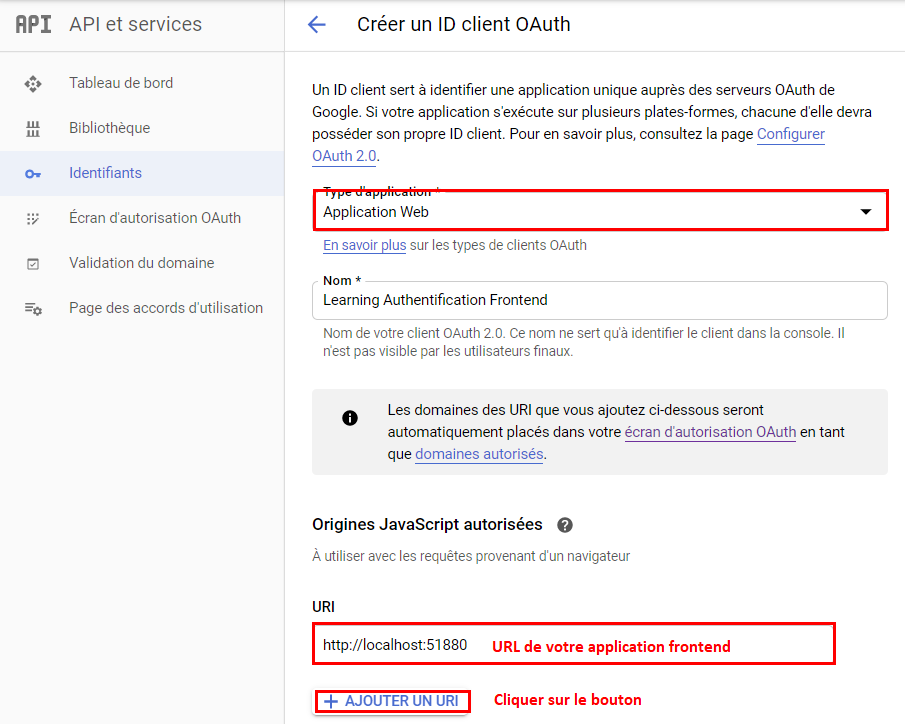 API API et services
Créer un ID client OAuth
Tableau de bord
Bibliothèque
Identifiants
Écran d'autorisation OAuth
Validation du domaine
Page des accords d'utilisation
Un ID client sert à identifier une application unique auprès des serveurs OAuth de
Google. Si votre application s'exécute sur plusieurs plates-formes, chacune d'elle devra
posséder son propre ID client. Pour en savoir plus, consultez la page Configurer
OAuth 2.0.
Type d'application *
Application Web
En savoir plus sur les types de clients OAuth
Nom *
Learning Authentification Frontend
Nom de votre client OAuth 2.0. Ce nom ne sert qu'à identifier le client dans la console. Il
n'est pas visible par les utilisateurs finaux.
Les domaines des URI que vous ajoutez ci-dessous seront
automatiquement placés dans votre écran d'autorisation OAuth en tant
que domaines autorisés.
Origines JavaScript autorisées
À utiliser avec les requêtes provenant d'un navigateur
URI
http://localhost:51880 URL de votre application frontend
+ AJOUTER UN URI Cliquer sur le bouton